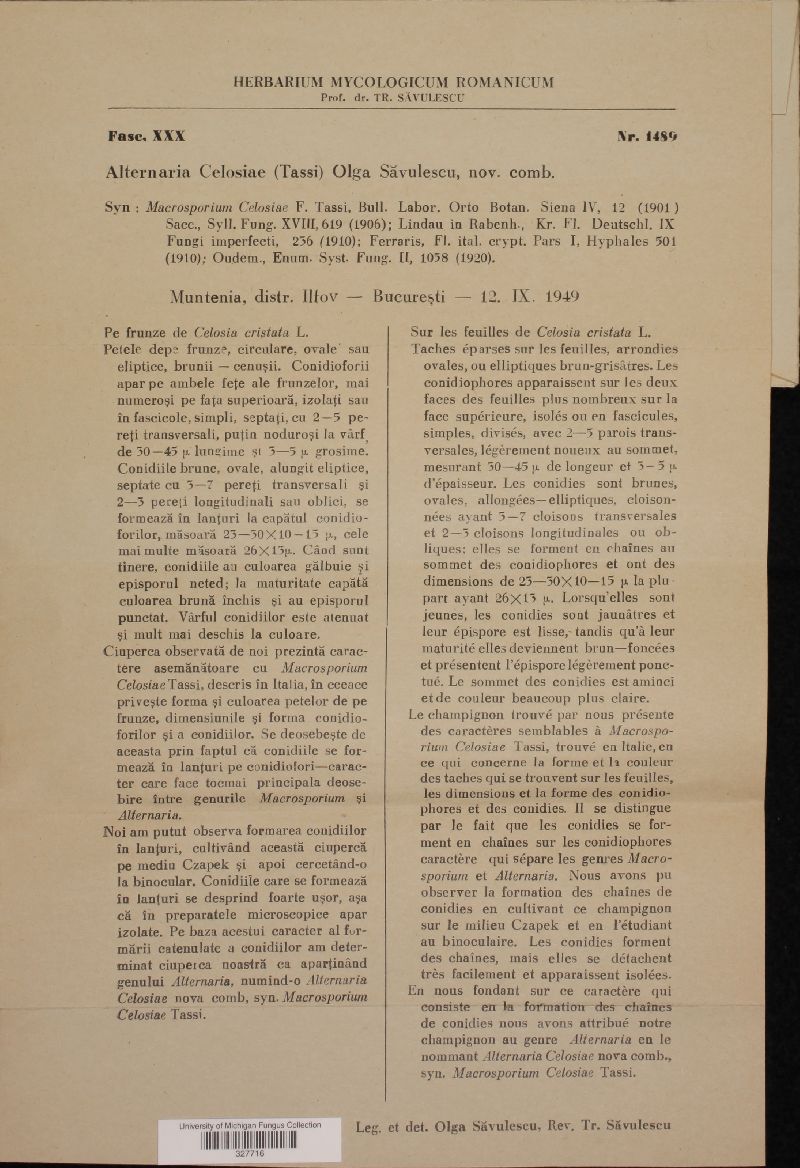 HERBARIUM MYCOLOGICUM ROMANICUM
Prof. dr. TR. SĂVULESCU
Fasc. XXX
Nr. 1489
Alternaria Celosiae (Tassi) Olga Săvulescu, nov. comb.
Syn : Macrosporium Celosiae F. Tassi, Bull. Labor. Orto Botan. Siena IV, 12 (1901)
Sacc., Syll. Fung. XVIII, 619 (1906); Lindau in Rabenh., Kr. Fl. Deutschl. IX
Fungi imperfecti, 256 (1910); Ferraris, Fl. ital. crypt. Pars I, Hyphales 501
(1910); Oudem., Enum. Syst. Fung. II, 1058 (1920).
Muntenia, distr. Ilfov — București — 12. IX. 1949
Pe frunze de Celosia cristata L.
Petele depe frunze, circulare, ovale sau
eliptice, brunii — cenușii. Conidioforii
apar pe ambele fețe ale frunzelor, mai
numeroși pe fața superioară, izolați sau
în fascicole, simpli, septați, cu 2—5 pe-
reți transversali, puțin noduroși la vârf,
de 30—45 µ lungime și 3—5 µ grosime.
Conidiile brune, ovale, alungit eliptice,
septate cu 3—7 pereți transversali și
2—3 pereți longitudinali sau oblici, se
formează în lanțuri la capătul conidio-
forilor, măsoară 23—30×10—15 µ, cele
mai multe măsoară 26×13µ. Când sunt
tinere, conidiile au culoarea gălbuie și
episporul neted; la maturitate capătă
culoarea brună închis și au episporul
punctat. Vârful conidiilor este atenuat
și mult mai deschis la culoare.
Ciuperca observată de noi prezintă carac-
tere asemănătoare cu Macrosporium
Celosiae Tassi, descris în Italia, în ceeace
privește forma și culoarea petelor de pe
frunze, dimensiunile și forma conidio-
forilor și a conidiilor. Se deosebește de
aceasta prin faptul că conidiile se for-
mează în lanțuri pe conidiofori—carac-
ter care face tocmai principala deose-
bire între genurile Macrosporium și
Alternaria.
Noi am putut observa formarea conidiilor
în lanțuri, cultivând această ciupercă
pe mediu Czapek și apoi cercetând-o
la binocular. Conidiile care se formează
în lanțuri se desprind foarte ușor, așa
că în preparatele microscopice apar
izolate. Pe baza acestui caracter al for-
mării catenulate a conidiilor am deter-
minat ciuperca noastră ca aparținând
genului Alternaria, numind-o Alternaria
Celosiae nova comb, syn. Macrosporium
Celosiae Tassi.
Sur les feuilles de Celosia cristata L.
Taches éparses sur les feuilles, arrondies
ovales, ou elliptiques brun-grisâtres. Les
conidiophores apparaissent sur les deux
faces des feuilles plus nombreux sur la
face supérieure, isolés ou en fascicules,
simples, divisés, avec 2—5 parois trans-
versales, légèrement noueux au sommet,
mesurant 30—45 µ de longeur et 3—5 µ
d'épaisseur. Les conidies sont brunes,
ovales, allongées—elliptiques, cloison-
nées ayant 3—7 cloisons transversales
et 2—3 cloisons longitudinales ou ob-
liques; elles se forment en chaînes au
sommet des conidiophores et ont des
dimensions de 23—30×10—15 µ la plu-
part ayant 26×13 µ. Lorsqu'elles sont
jeunes, les conidies sont jaunâtres et
leur épispore est lisse, tandis qu'à leur
maturité elles deviennent brun—foncées
et présentent l'épispore légèrement ponc-
tué. Le sommet des conidies est aminci
et de couleur beaucoup plus claire.
Le champignon trouvé par nous présente
des caractères semblables à Macrospo-
rium Celosiae Tassi, trouvé en Italie, en
ce qui concerne la forme et la couleur
des taches qui se trouvent sur les feuilles,
les dimensions et la forme des conidio-
phores et des conidies. Il se distingue
par le fait que les conidies se for-
ment en chaînes sur les conidiophores
caractère qui sépare les genres Macro-
sporium et Alternaria. Nous avons pu
observer la formation des chaînes de
conidies en cultivant ce champignon
sur le milieu Czapek et en l'étudiant
au binoculaire. Les conidies forment
des chaînes, mais elles se détachent
très facilement et apparaissent isolées.
En nous fondant sur ce caractère qui
consiste en la formation des chaînes
de conidies nous avons attribué notre
champignon au genre Alternaria en le
nommant Alternaria Celosiae nova comb.,
syn. Macrosporium Celosiae Tassi.
Leg. et det. Olga Săvulescu, Rev. Tr. Săvulescu
University of Michigan Fungus Collection
327716